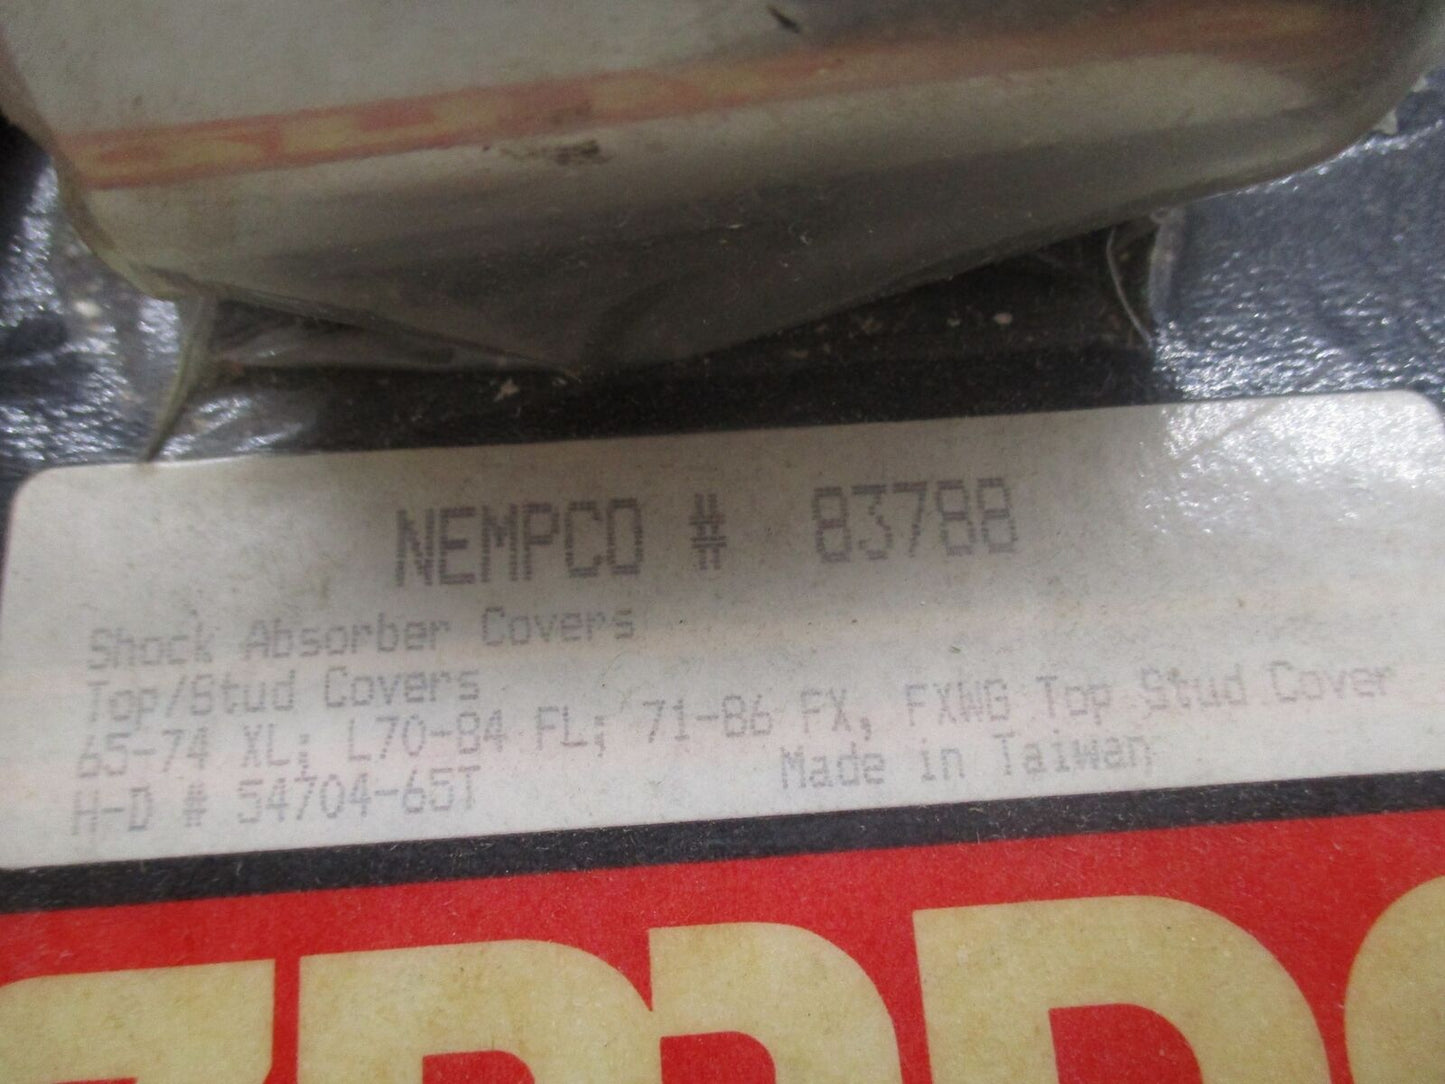 NEMPCO # 83788
Shock Absorber Covers
Top/Stud Covers
65-74 XL; L70-84 FL; 71-86 FX, FXWG Top Stud Cover
H-D # 54704-65T Made in Taiwan